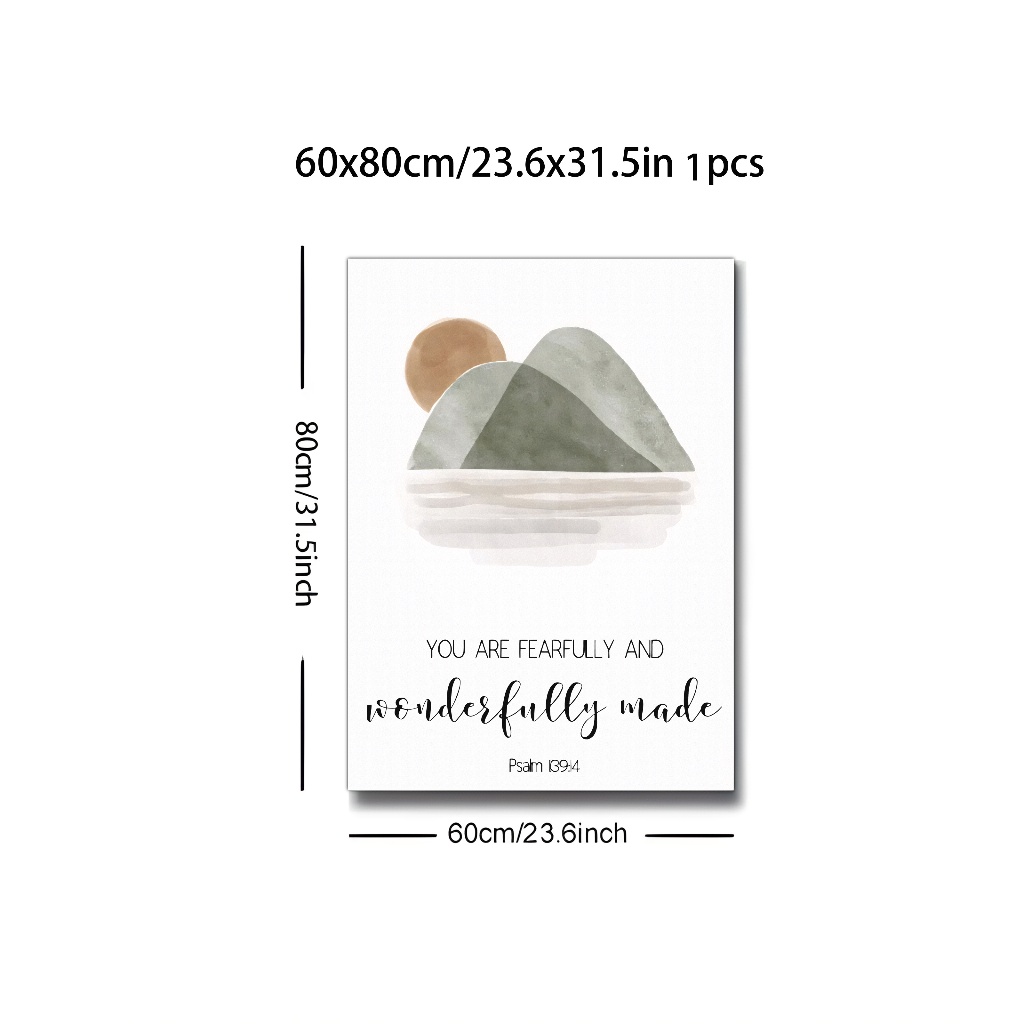 60x80cm/23.6x31.5in 1pcs
80cm/31.5inch
YOU ARE FEARFULLY AND
wonderfully made
Psalm 139:14
60cm/23.6inch